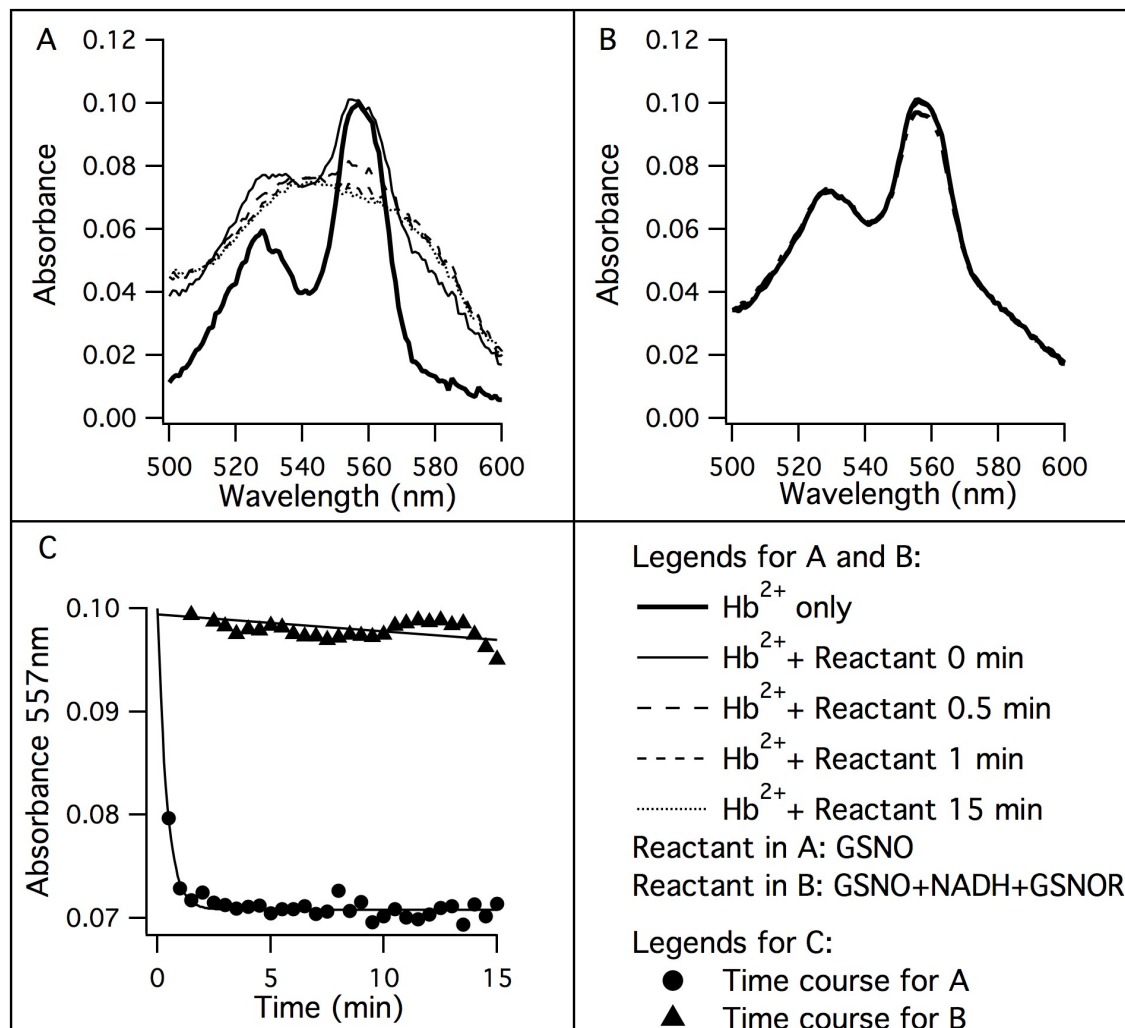 A
0.12
0.10
0.08
0.06
0.04
0.02
0.00
Absorbance
500 520 540 560 580 600
Wavelength (nm)
B
0.12
0.10
0.08
0.06
0.04
0.02
0.00
Absorbance
500 520 540 560 580 600
Wavelength (nm)
C
0.10
0.09
0.08
0.07
Absorbance 557nm
0 5 10 15
Time (min)
Legends for A and B:
Hb2+ only
Hb2+ + Reactant 0 min
Hb2+ + Reactant 0.5 min
Hb2+ + Reactant 1 min
Hb2+ + Reactant 15 min
Reactant in A: GSNO
Reactant in B: GSNO+NADH+GSNOR
Legends for C:
Time course for A
Time course for B